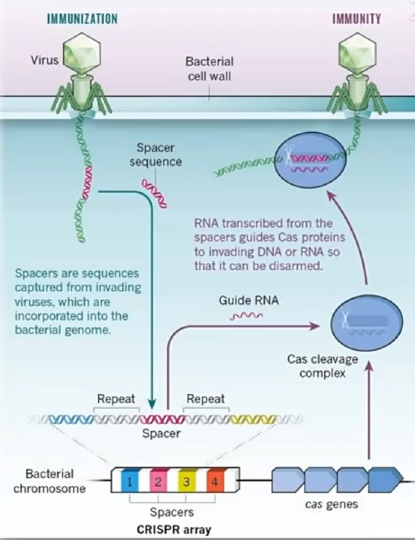 IMMUNIZATION
IMMUNITY
Virus
Bacterial
cell wall
Spacer
sequence
RNA transcribed from the
spacers guides Cas proteins
to invading DNA or RNA so
that it can be disarmed.
Spacers are sequences
captured from invading
viruses, which are
incorporated into the
bacterial genome.
Guide RNA
Cas cleavage
complex
Repeat
Repeat
Spacer
Bacterial
chromosome
1 2 3 4
cas genes
Spacers
CRISPR array